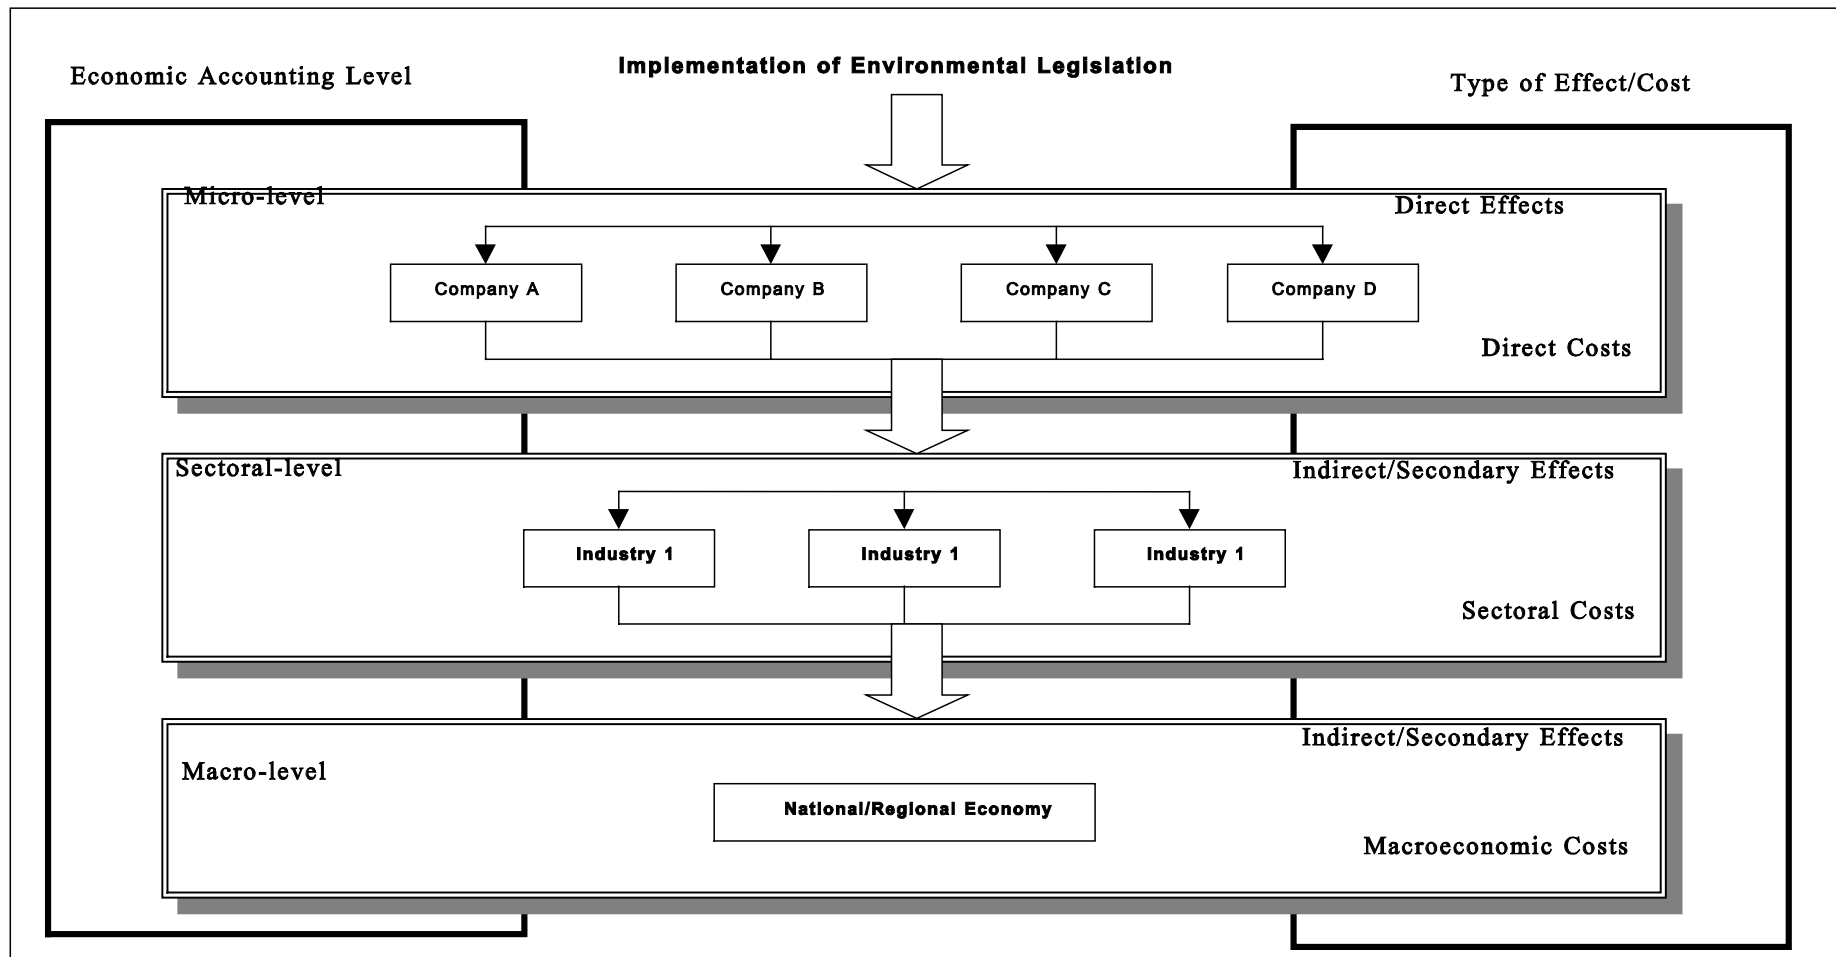 Implementation of Environmental Legislation
Economic Accounting Level
Type of Effect/Cost
Micro-level
Direct Effects
Company A
Company B
Company C
Company D
Direct Costs
Sectoral-level
Indirect/Secondary Effects
Industry 1
Industry 1
Industry 1
Sectoral Costs
Indirect/Secondary Effects
Macro-level
National/Regional Economy
Macroeconomic Costs